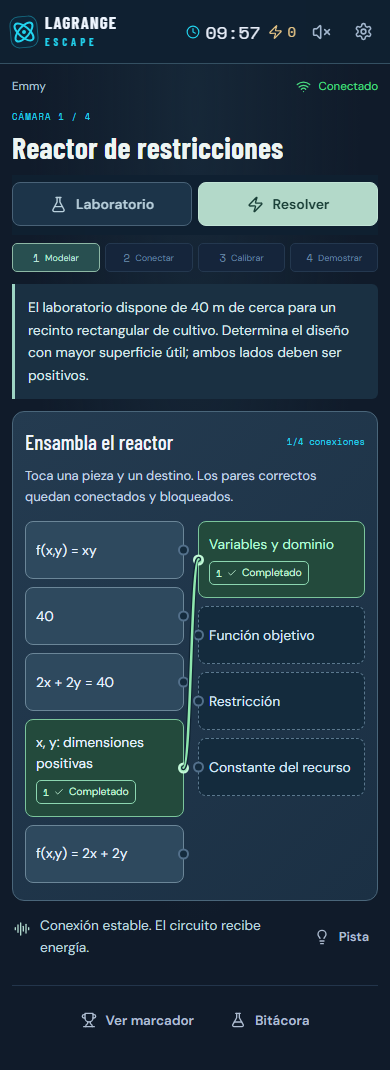 LAGRANGE
ESCAPE
09:57
0
Emmy
Conectado
CÁMARA 1 / 4
Reactor de restricciones
Laboratorio
Resolver
1 Modelar
2 Conectar
3 Calibrar
4 Demostrar
El laboratorio dispone de 40 m de cerca para un
recinto rectangular de cultivo. Determina el diseño
con mayor superficie útil; ambos lados deben ser
positivos.
Ensambla el reactor
1/4 conexiones
Toca una pieza y un destino. Los pares correctos
quedan conectados y bloqueados.
f(x,y) = xy
40
2x + 2y = 40
x, y: dimensiones
positivas
1 ✓ Completado
f(x,y) = 2x + 2y
Variables y dominio
1 ✓ Completado
Función objetivo
Restricción
Constante del recurso
Conexión estable. El circuito recibe
energía.
Pista
Ver marcador
Bitácora